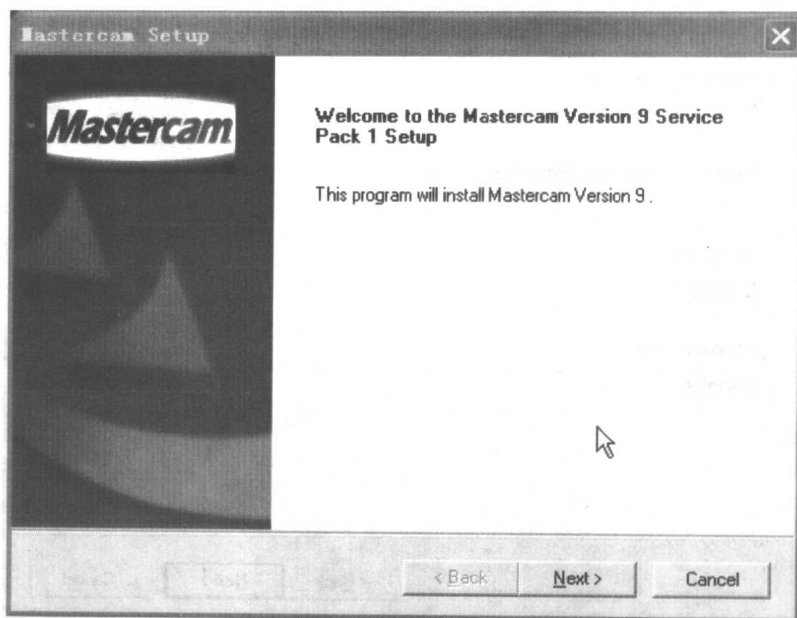 Mastercam Setup
Mastercam
Welcome to the Mastercam Version 9 Service
Pack 1 Setup
This program will install Mastercam Version 9 .
< Back
Next >
Cancel